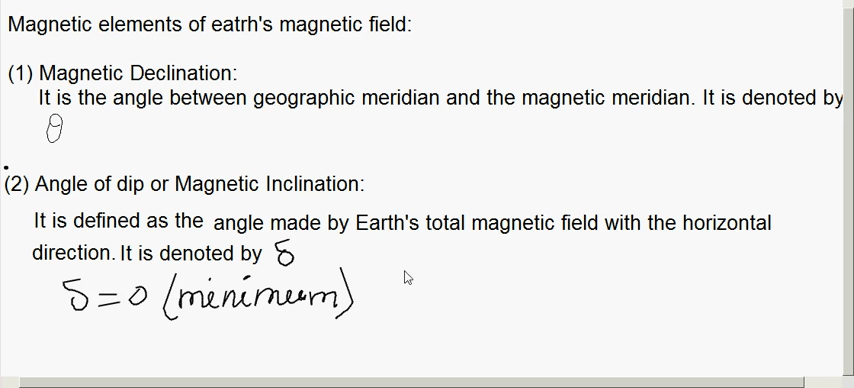 Magnetic elements of eatrh's magnetic field:
(1) Magnetic Declination:
It is the angle between geographic meridian and the magnetic meridian. It is denoted by
θ
(2) Angle of dip or Magnetic Inclination:
It is defined as the angle made by Earth's total magnetic field with the horizontal
direction. It is denoted by δ
δ = 0 (minimum)